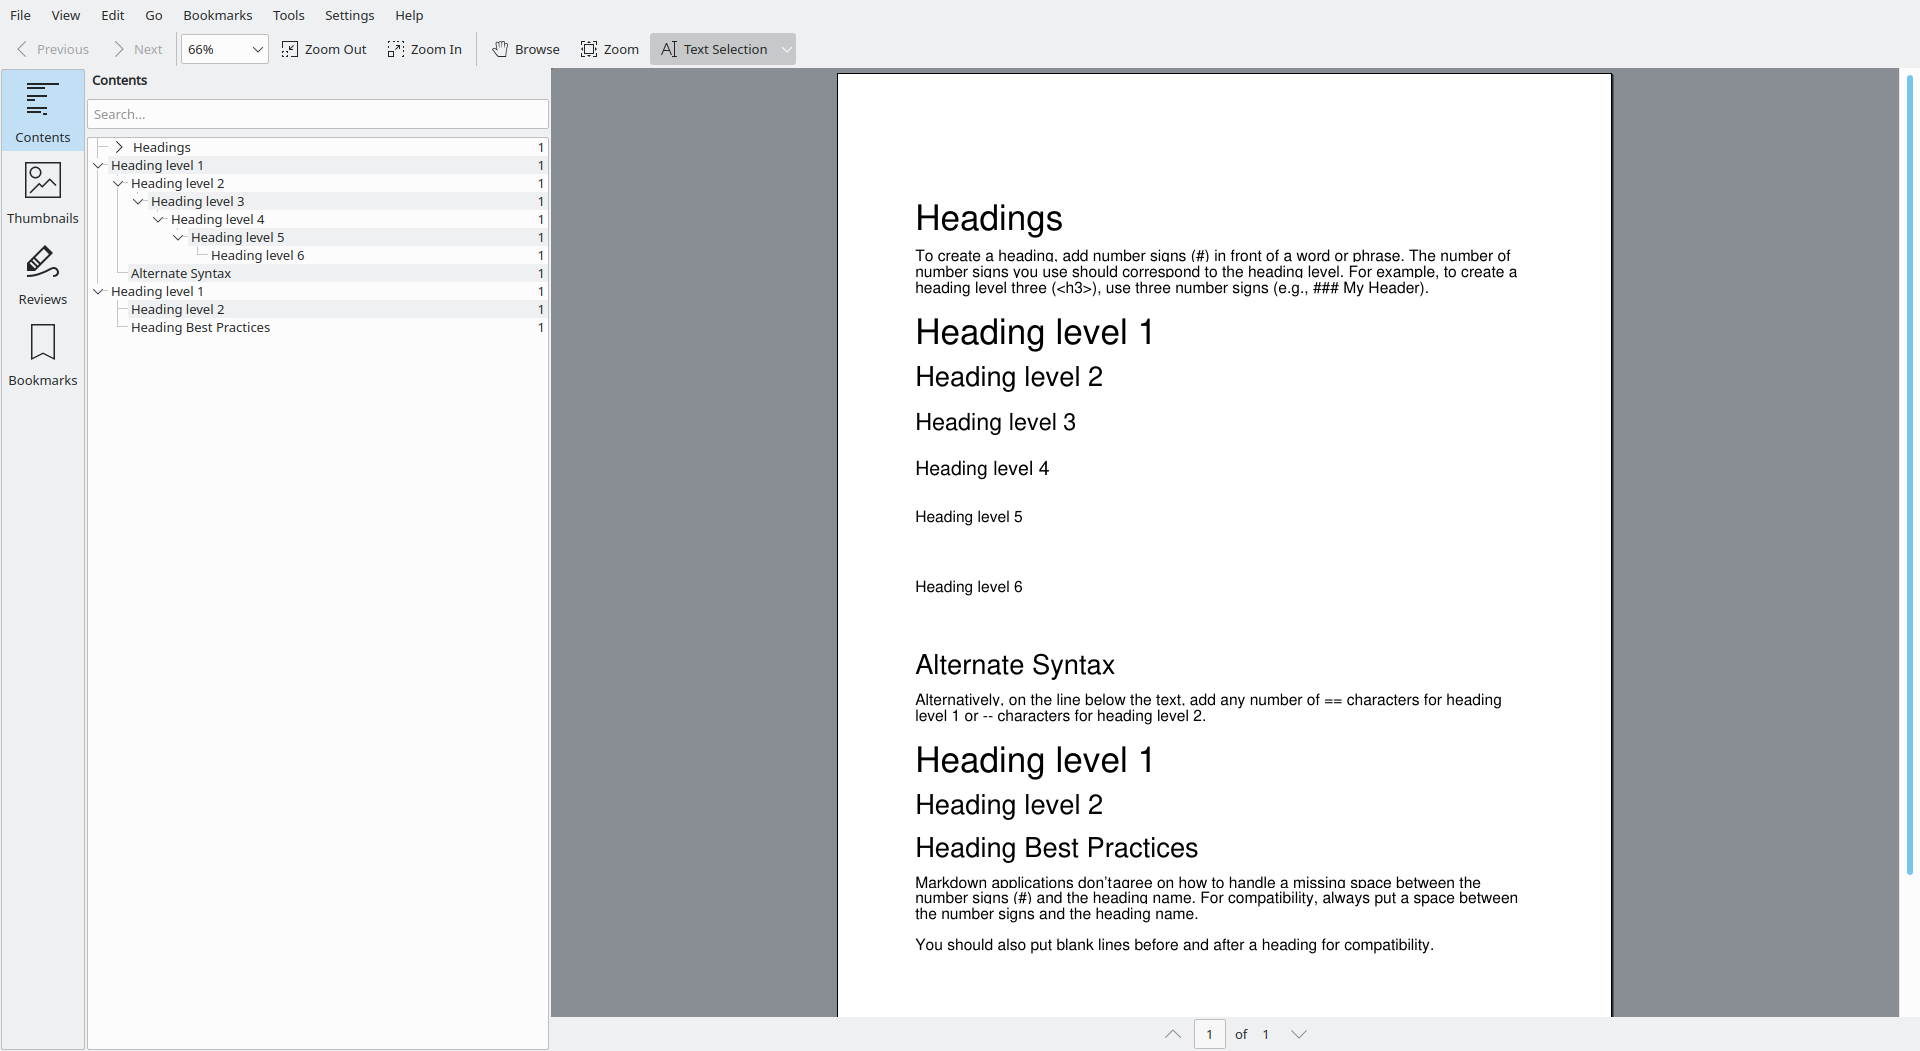 File View Edit Go Bookmarks Tools Settings Help
Previous Next 66% Zoom Out Zoom In Browse Zoom Text Selection
Contents
Thumbnails
Reviews
Bookmarks
Contents
Search...
Headings 1
Heading level 1 1
Heading level 2 1
Heading level 3 1
Heading level 4 1
Heading level 5 1
Heading level 6 1
Alternate Syntax 1
Heading level 1 1
Heading level 2 1
Heading Best Practices 1
Headings
To create a heading, add number signs (#) in front of a word or phrase. The number of
number signs you use should correspond to the heading level. For example, to create a
heading level three (<h3>), use three number signs (e.g., ### My Header).
Heading level 1
Heading level 2
Heading level 3
Heading level 4
Heading level 5
Heading level 6
Alternate Syntax
Alternatively, on the line below the text, add any number of == characters for heading
level 1 or -- characters for heading level 2.
Heading level 1
Heading level 2
Heading Best Practices
Markdown applications don'tagree on how to handle a missing space between the
number signs (#) and the heading name. For compatibility, always put a space between
the number signs and the heading name.
You should also put blank lines before and after a heading for compatibility.
1 of 1